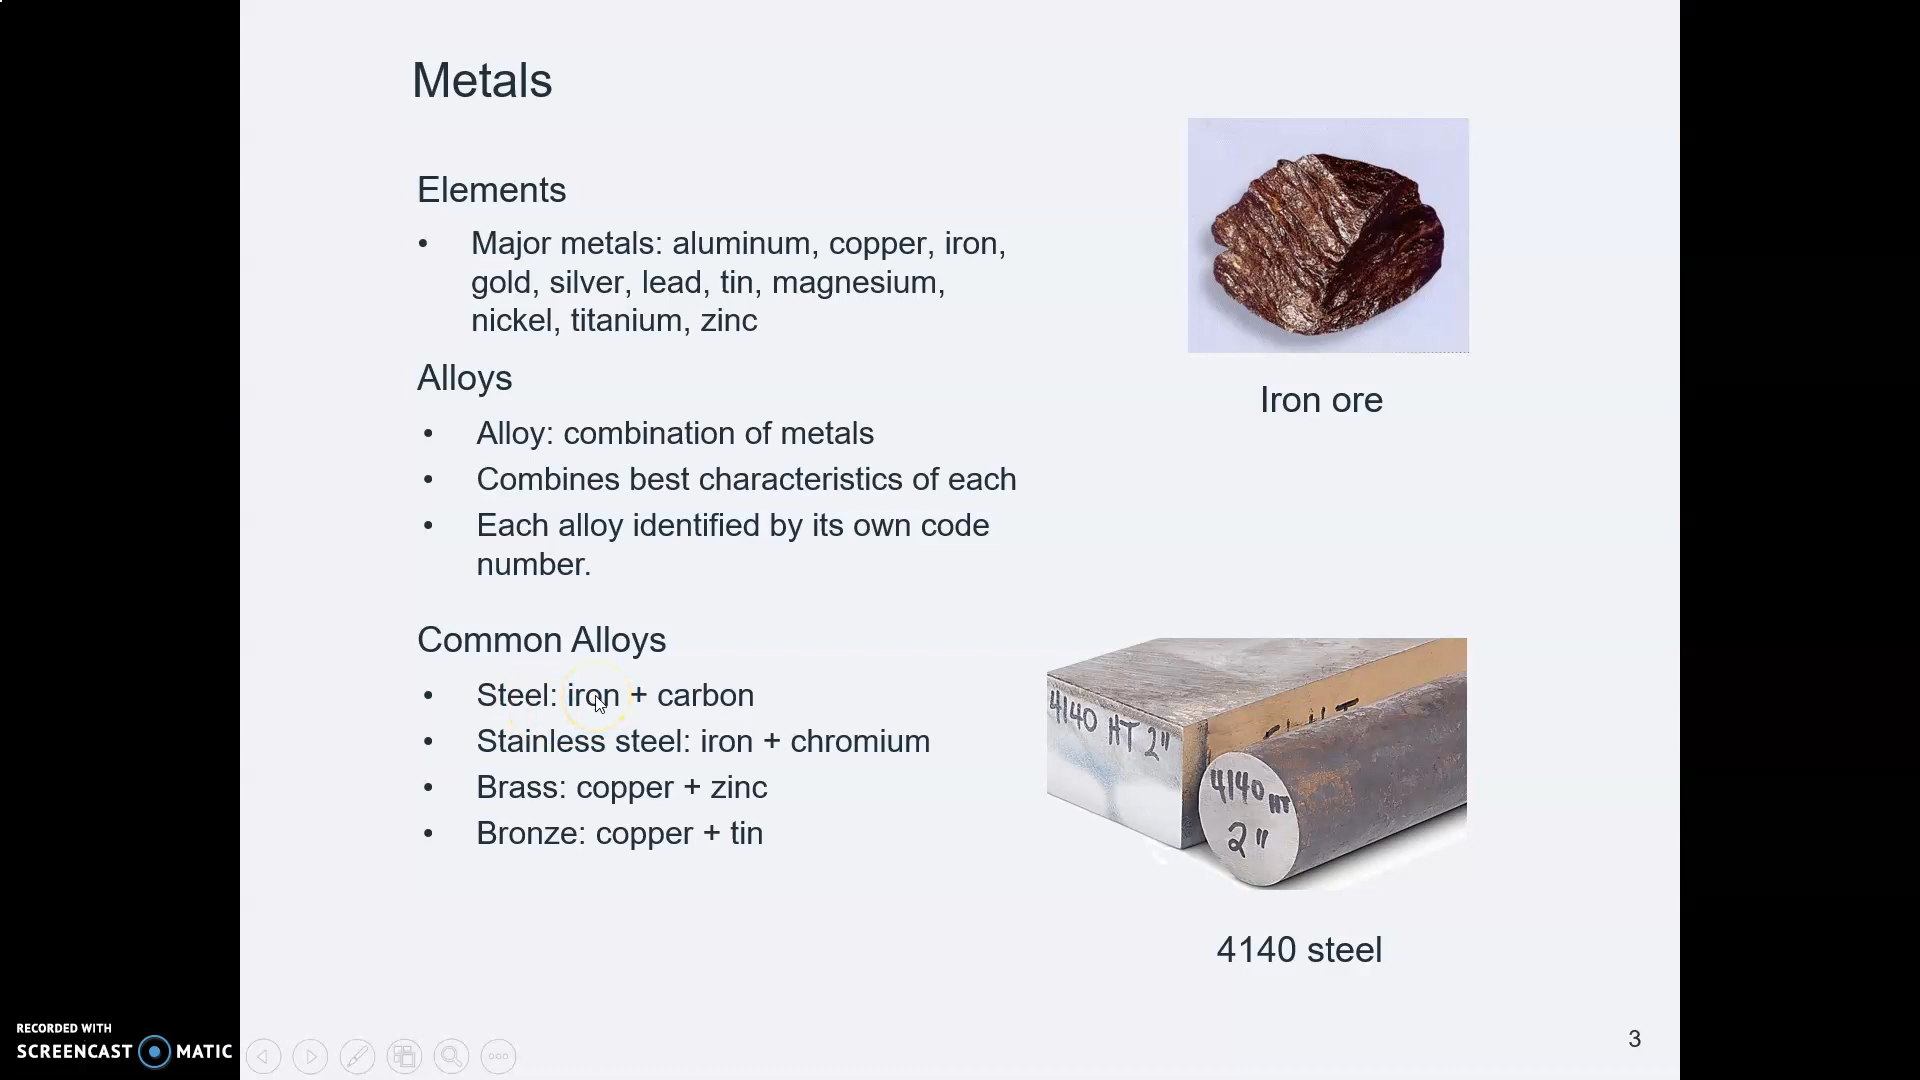 Metals
Elements
• Major metals: aluminum, copper, iron,
gold, silver, lead, tin, magnesium,
nickel, titanium, zinc
Alloys
• Alloy: combination of metals
• Combines best characteristics of each
• Each alloy identified by its own code
number.
Common Alloys
• Steel: iron + carbon
• Stainless steel: iron + chromium
• Brass: copper + zinc
• Bronze: copper + tin
Iron ore
4140 HT 2"
4140 HT
2"
4140 steel
3
RECORDED WITH
SCREENCAST MATIC